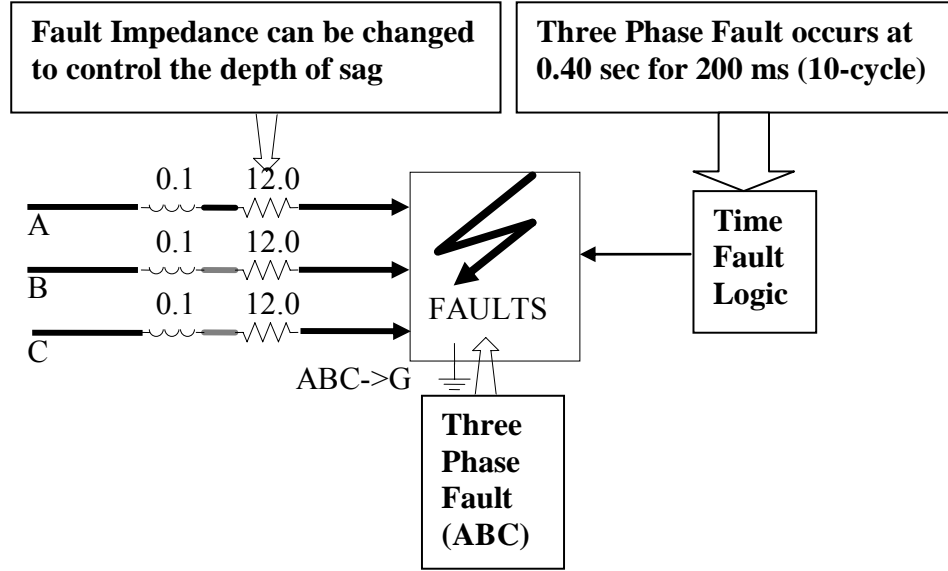 Fault Impedance can be changed
to control the depth of sag
Three Phase Fault occurs at
0.40 sec for 200 ms (10-cycle)
0.1 12.0
A
0.1 12.0
B
0.1 12.0
C
FAULTS
ABC->G
Time
Fault
Logic
Three
Phase
Fault
(ABC)